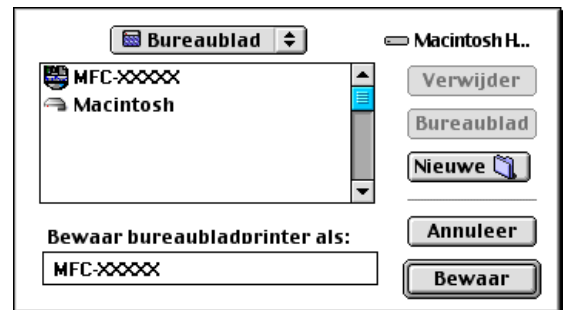 Bureaublad
Macintosh H...
MFC-XXXXX
Macintosh
Verwijder
Bureaublad
Nieuwe
Bewaar bureaubladprinter als:
MFC-XXXXX
Annuleer
Bewaar